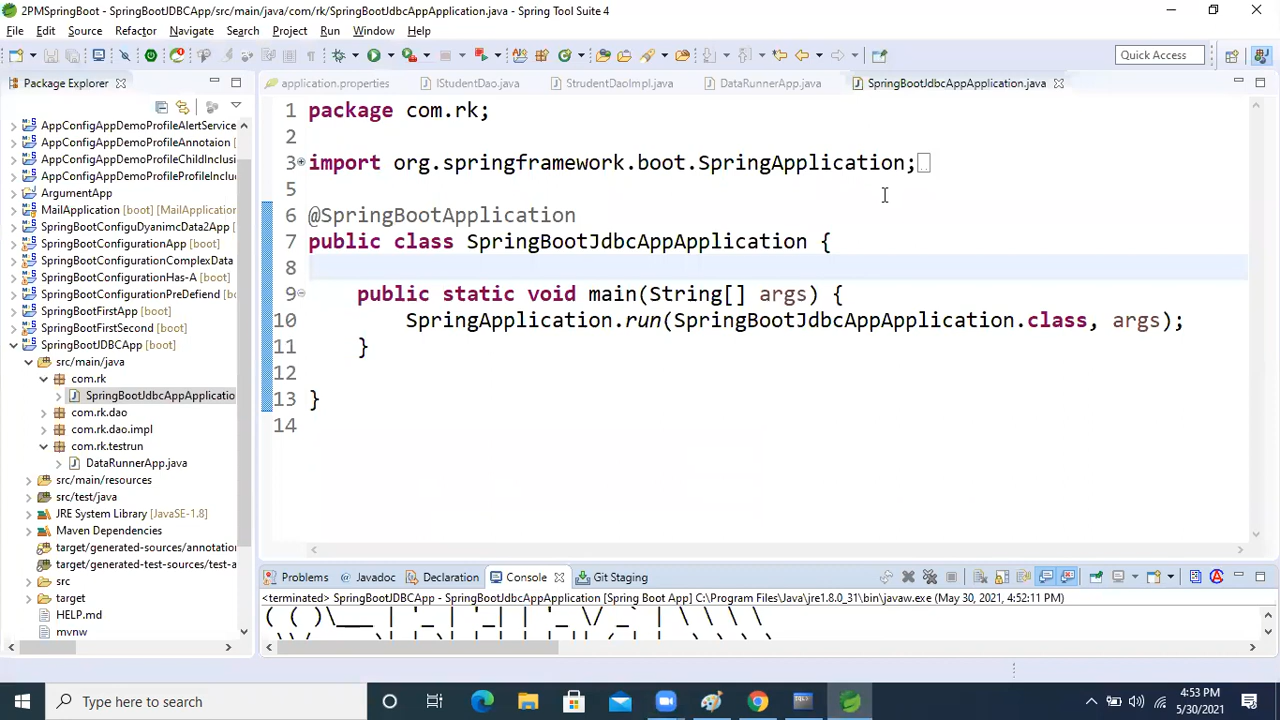 2PMSpringBoot - SpringBootJDBCApp/src/main/java/com/rk/SpringBootJdbcAppApplication.java - Spring Tool Suite 4
File Edit Source Refactor Navigate Search Project Run Window Help
Quick Access
Package Explorer
application.properties IStudentDao.java StrudentDaoImpl.java DataRunnerApp.java SpringBootJdbcAppApplication.java
AppConfigAppDemoProfileAlertService
AppConfigAppDemoProfileAnnotaion (
AppConfigAppDemoProfileChildInclusi
AppConfigAppDemoProfileProfileInclu
ArgumentApp
MailApplication [boot] [MailApplication
SpringBootConfiguDyanimcData2App
SpringBootConfigurationApp [boot]
SpringBootConfigurationComplexData
SpringBootConfigurationHas-A [boot]
SpringBootConfigurationPreDefiend [b
SpringBootFirstApp [boot]
SpringBootFirstSecond [boot]
SpringBootJDBCApp [boot]
src/main/java
com.rk
SpringBootJdbcAppApplicatio
com.rk.dao
com.rk.dao.impl
com.rk.testrun
DataRunnerApp.java
src/main/resources
src/test/java
JRE System Library [JavaSE-1.8]
Maven Dependencies
target/generated-sources/annotation
target/generated-test-sources/test-a
src
target
HELP.md
mvnw
1 package com.rk;
2
3 import org.springframework.boot.SpringApplication;
5
6 @SpringBootApplication
7 public class SpringBootJdbcAppApplication {
8
9 public static void main(String[] args) {
10 SpringApplication.run(SpringBootJdbcAppApplication.class, args);
11 }
12
13 }
14
Problems Javadoc Declaration Console Git Staging
<terminated> SpringBootJDBCApp - SpringBootJdbcAppApplication [Spring Boot App] C:\Program Files\Java\jre1.8.0_31\bin\javaw.exe (May 30, 2021, 4:52:11 PM)
( ( )\___ | '_ | '_| | '_ \/ _` | \ \ \ \
Type here to search
4:53 PM
5/30/2021